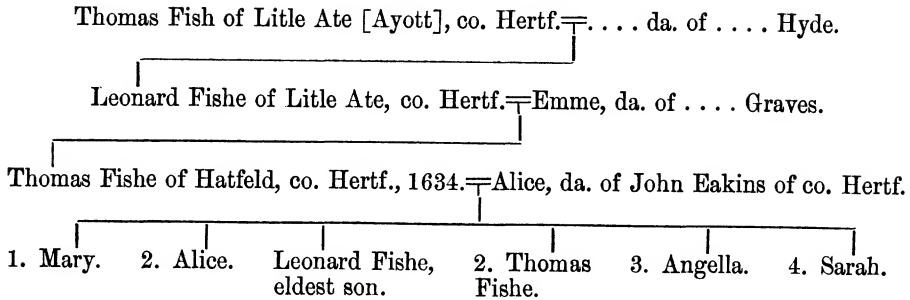 Thomas Fish of Litle Ate [Ayott], co. Hertf.=. . . . da. of . . . . Hyde.
Leonard Fishe of Litle Ate, co. Hertf.=Emme, da. of . . . . Graves.
Thomas Fishe of Hatfeld, co. Hertf., 1634.=Alice, da. of John Eakins of co. Hertf.
1. Mary. 2. Alice. Leonard Fishe, 2. Thomas 3. Angella. 4. Sarah.
eldest son. Fishe.